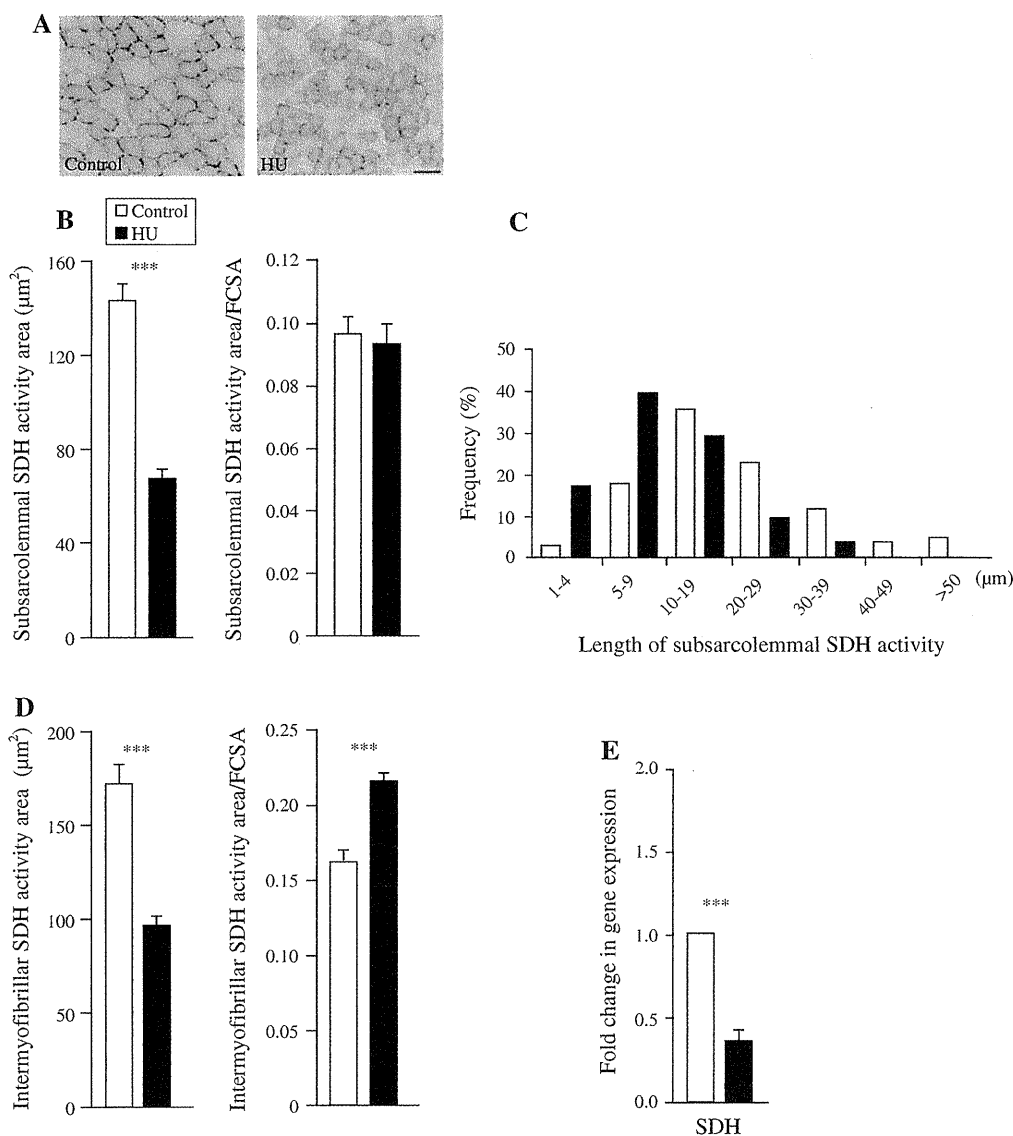 A
Control
HU
B
Control
HU
C
Subsarcolemmal SDH activity area (μm²)
160
120
80
40
0
***
Subsarcolemmal SDH activity area/FCSA
0.12
0.10
0.08
0.06
0.04
0.02
0
Frequency (%)
50
40
30
20
10
0
1-4
5-9
10-19
20-29
30-39
40-49
>50
(μm)
Length of subsarcolemmal SDH activity
D
Intermyofibrillar SDH activity area (μm²)
200
150
100
50
0
***
Intermyofibrillar SDH activity area/FCSA
0.25
0.20
0.15
0.10
0.05
0
***
E
Fold change in gene expression
2.0
1.5
1.0
0.5
0.0
***
SDH